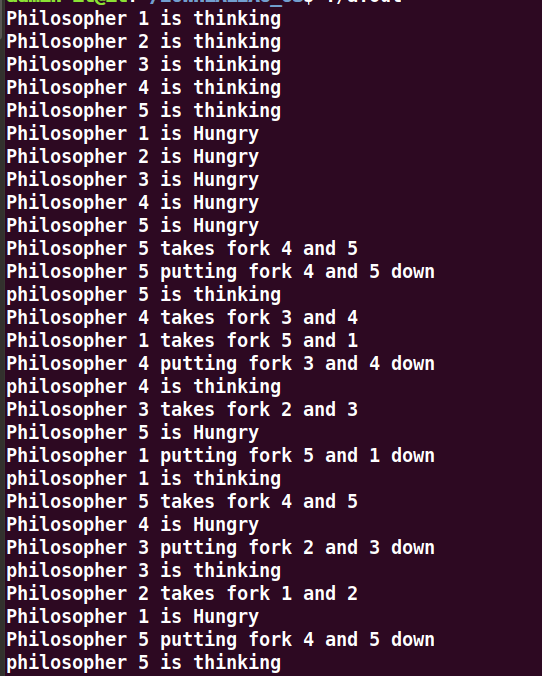 Philosopher 1 is thinking
Philosopher 2 is thinking
Philosopher 3 is thinking
Philosopher 4 is thinking
Philosopher 5 is thinking
Philosopher 1 is Hungry
Philosopher 2 is Hungry
Philosopher 3 is Hungry
Philosopher 4 is Hungry
Philosopher 5 is Hungry
Philosopher 5 takes fork 4 and 5
Philosopher 5 putting fork 4 and 5 down
philosopher 5 is thinking
Philosopher 4 takes fork 3 and 4
Philosopher 1 takes fork 5 and 1
Philosopher 4 putting fork 3 and 4 down
philosopher 4 is thinking
Philosopher 3 takes fork 2 and 3
Philosopher 5 is Hungry
Philosopher 1 putting fork 5 and 1 down
philosopher 1 is thinking
Philosopher 5 takes fork 4 and 5
Philosopher 4 is Hungry
Philosopher 3 putting fork 2 and 3 down
philosopher 3 is thinking
Philosopher 2 takes fork 1 and 2
Philosopher 1 is Hungry
Philosopher 5 putting fork 4 and 5 down
philosopher 5 is thinking